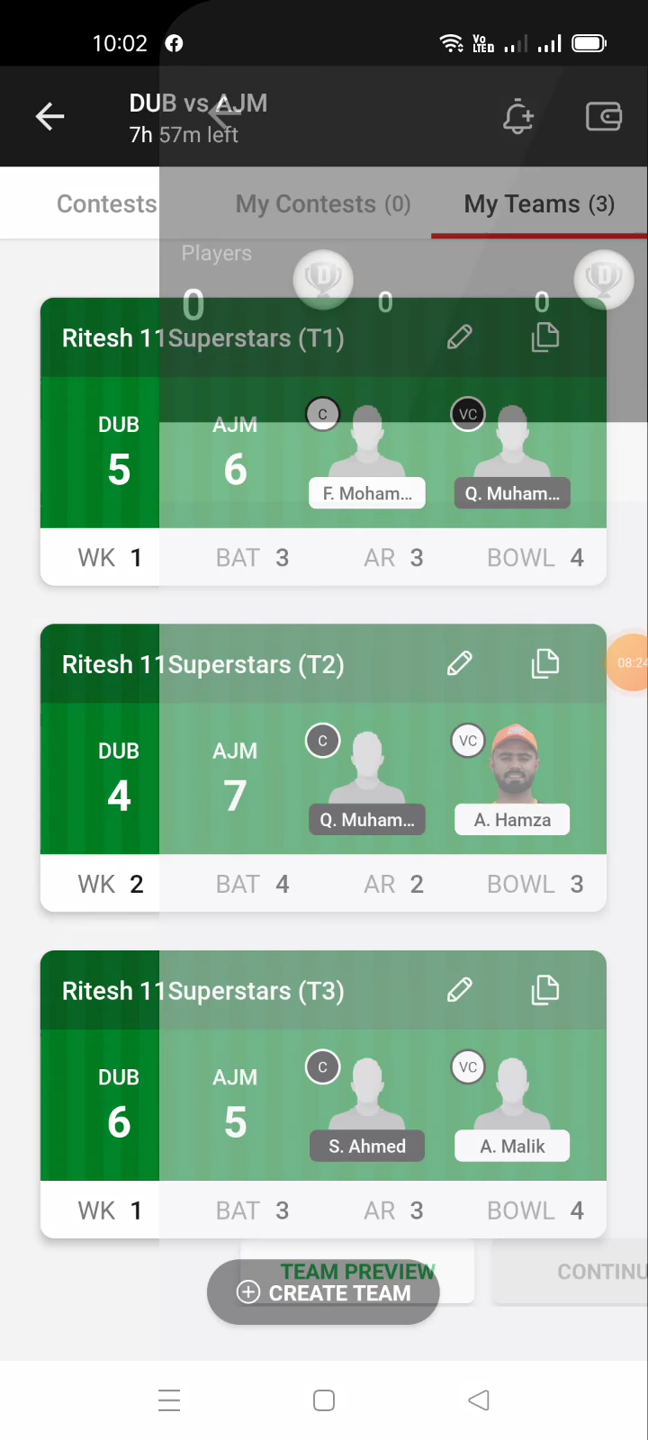 10:02
Vo
LTED
DUB vs AJM
7h 57m left
Contests My Contests (0) My Teams (3)
Players
0 0 0
Ritesh 11Superstars (T1)
DUB AJM C VC
5 6
F. Moham... Q. Muham...
WK 1 BAT 3 AR 3 BOWL 4
Ritesh 11Superstars (T2)
08:24
DUB AJM C VC
4 7
Q. Muham... A. Hamza
WK 2 BAT 4 AR 2 BOWL 3
Ritesh 11Superstars (T3)
DUB AJM C VC
6 5
S. Ahmed A. Malik
WK 1 BAT 3 AR 3 BOWL 4
TEAM PREVIEW CONTINU
CREATE TEAM